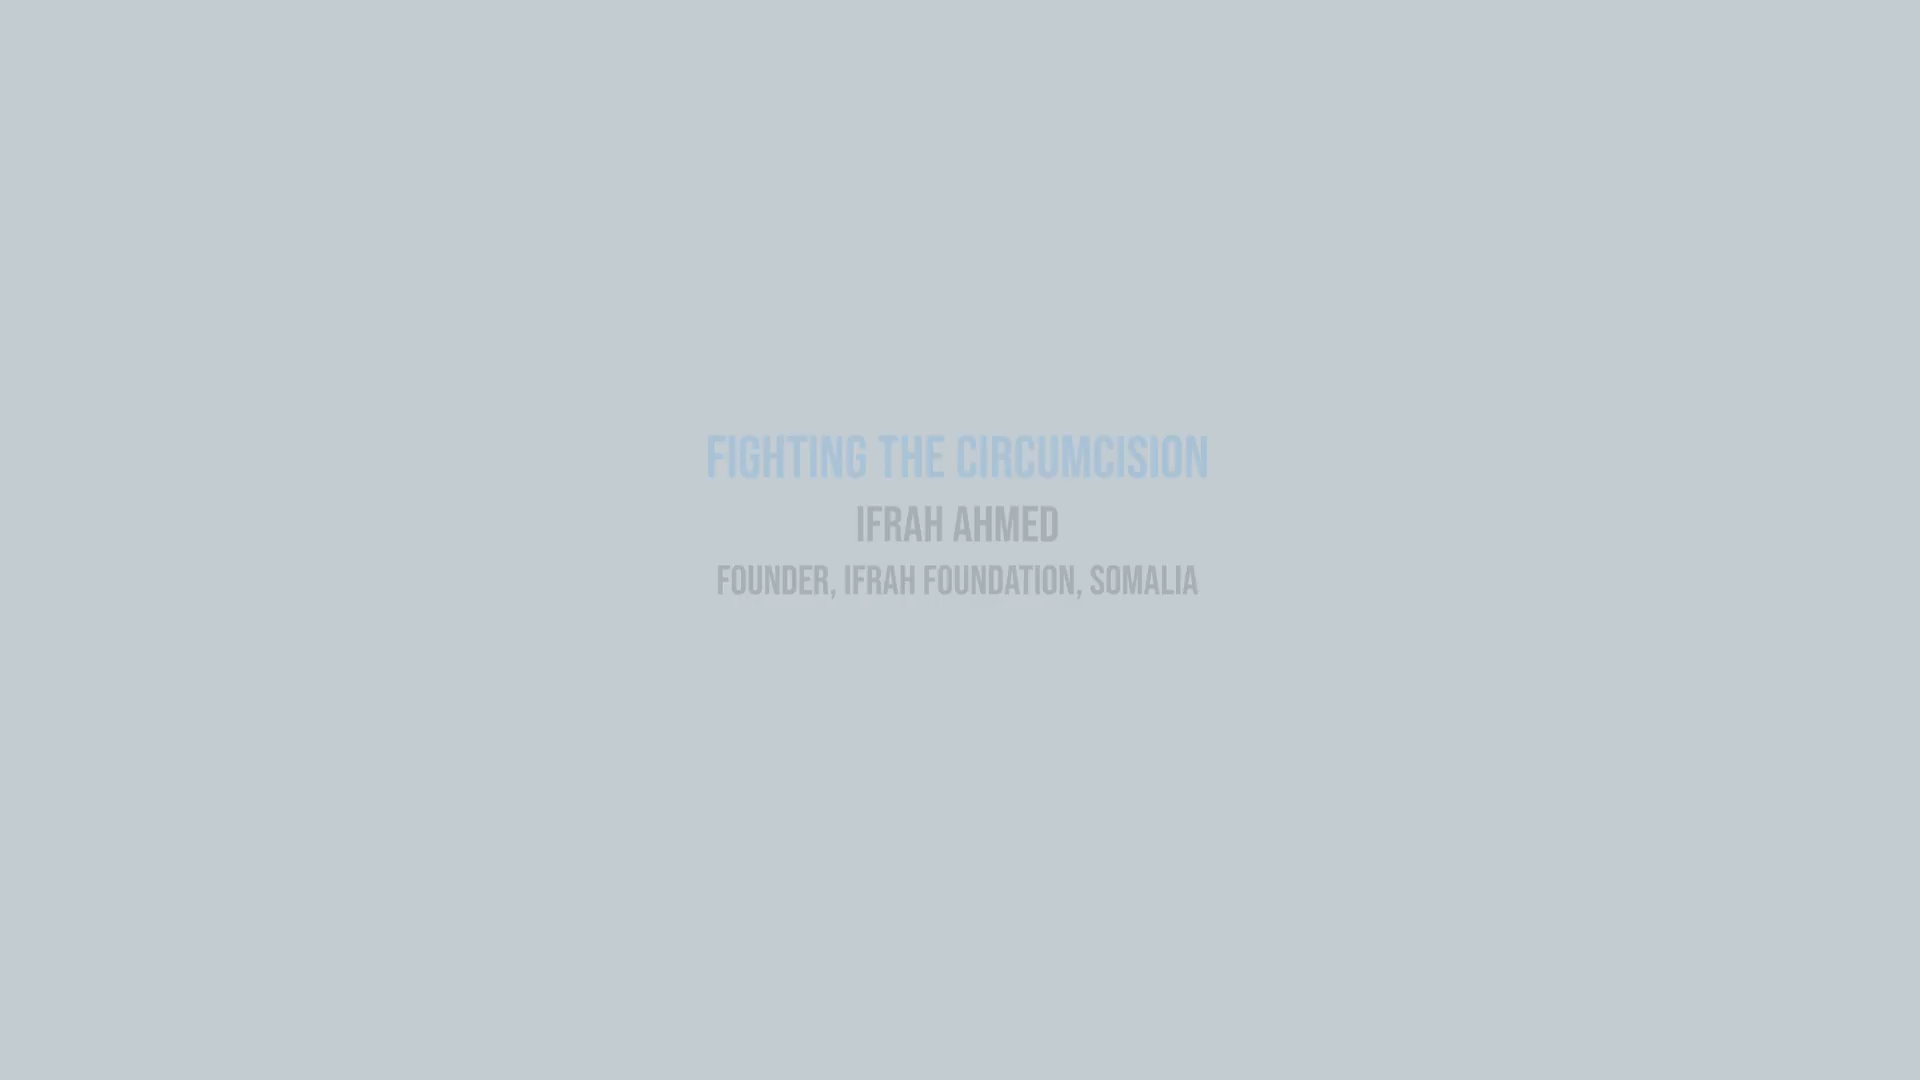 FIGHTING THE CIRCUMCISION
IFRAH AHMED
FOUNDER, IFRAH FOUNDATION, SOMALIA